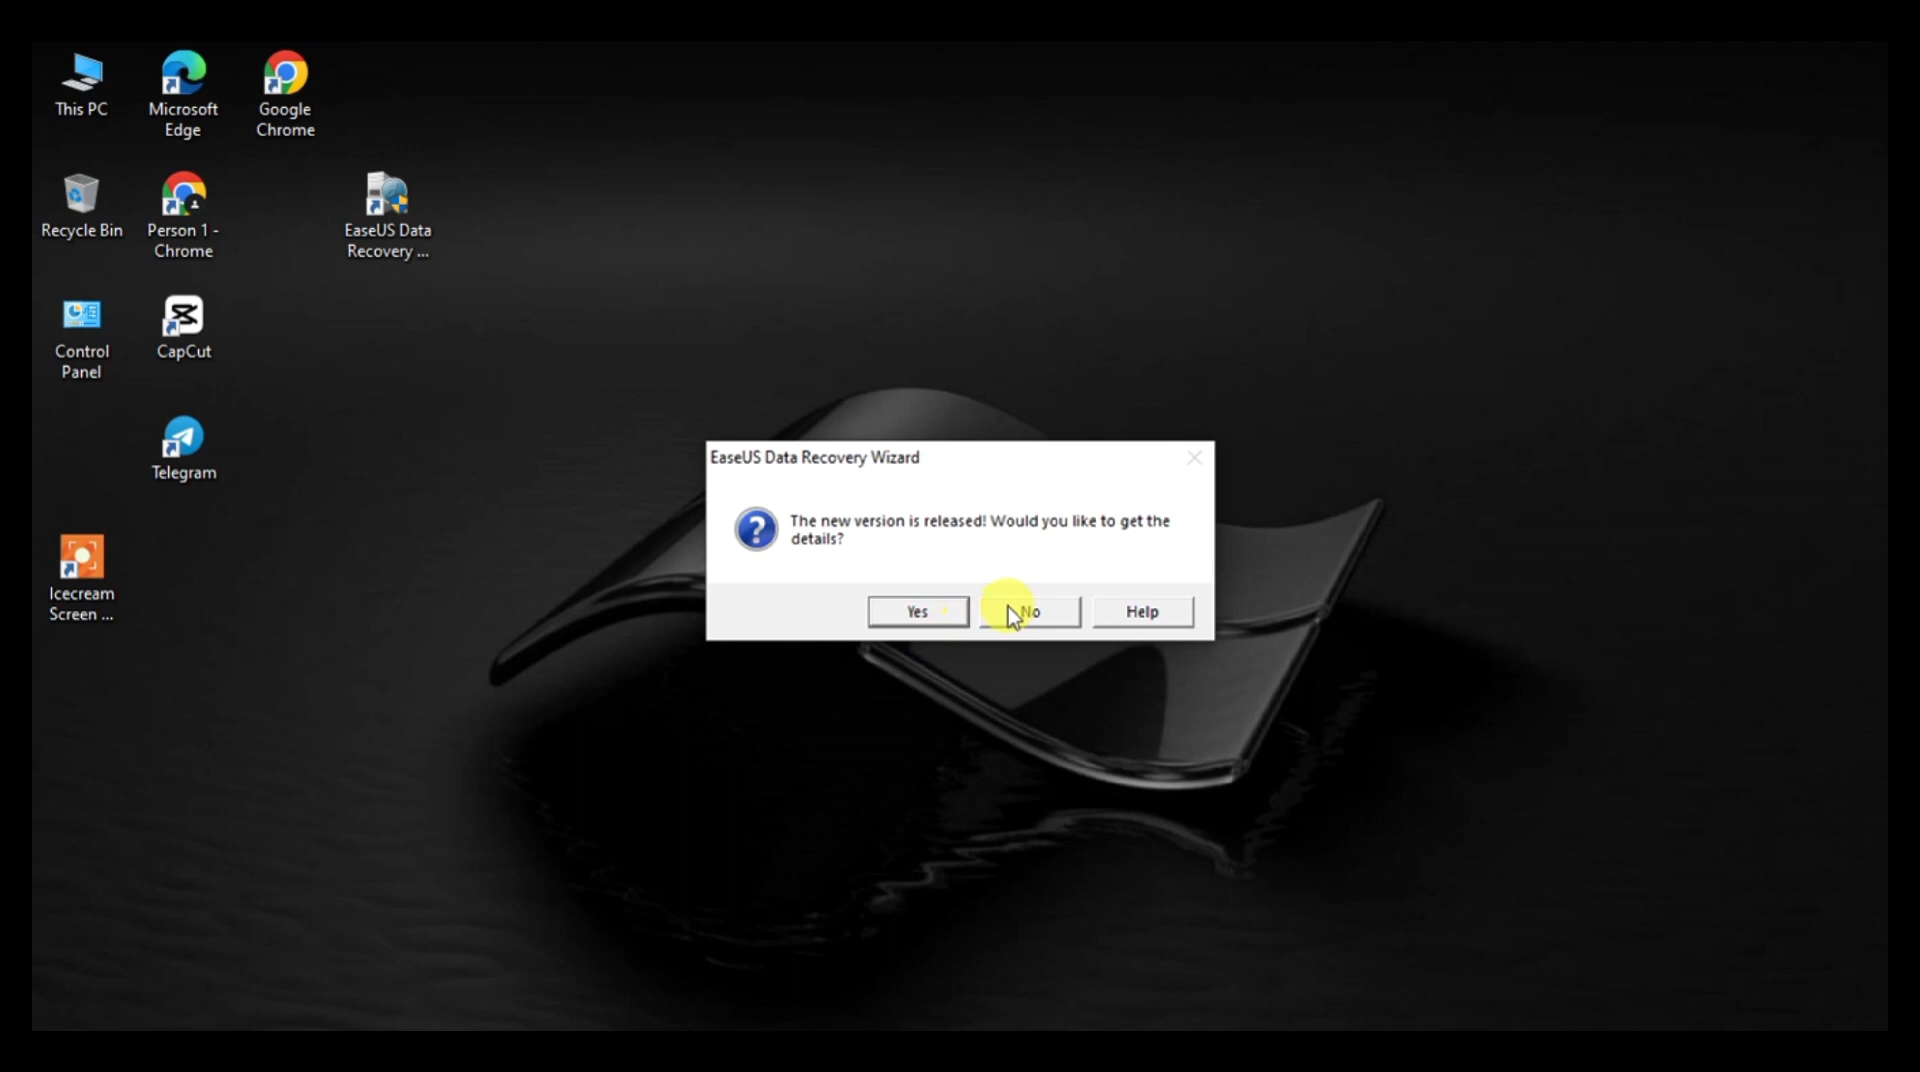 This PC
Microsoft
Edge
Google
Chrome
Recycle Bin
Person 1 -
Chrome
EaseUS Data
Recovery ...
Control
Panel
CapCut
Telegram
Icecream
Screen ...
EaseUS Data Recovery Wizard
The new version is released! Would you like to get the
details?
Yes
No
Help